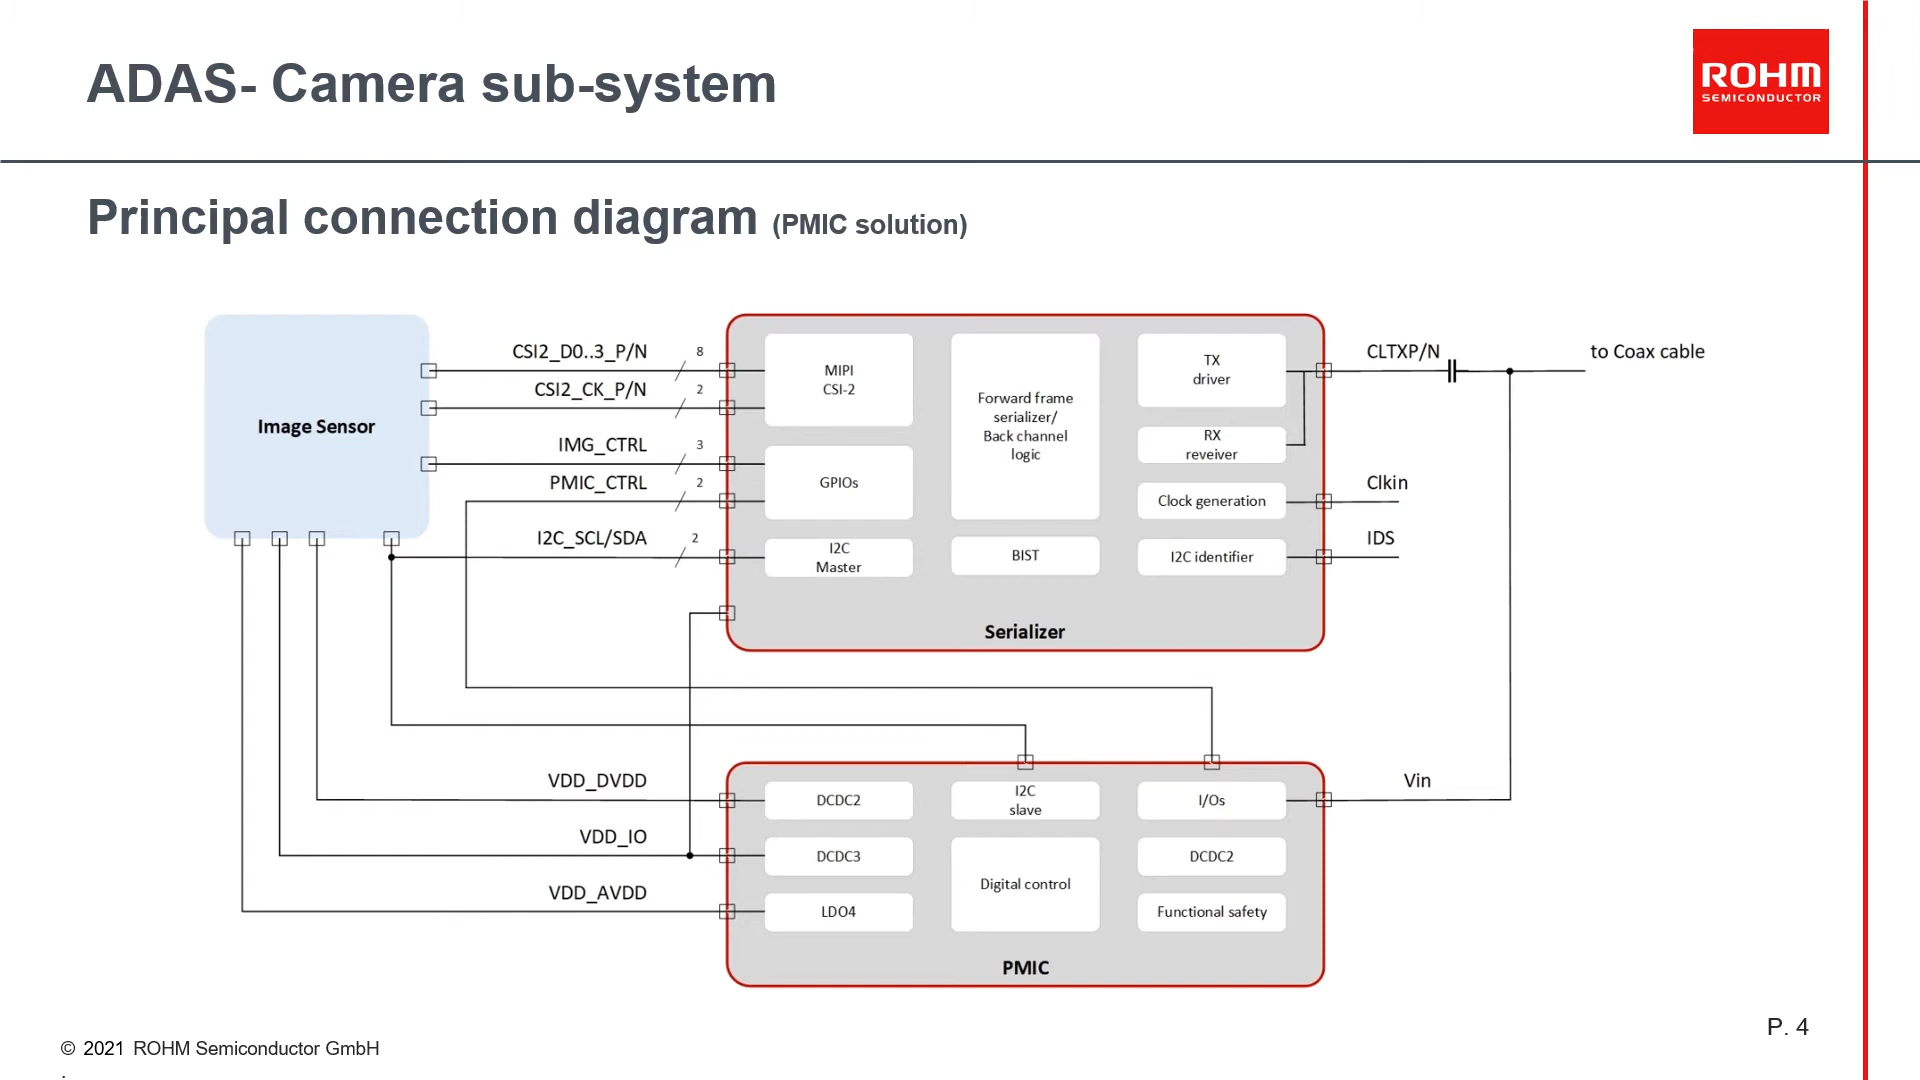 ADAS- Camera sub-system
ROHM
SEMICONDUCTOR
Principal connection diagram (PMIC solution)
Image Sensor
CSI2_D0..3_P/N
8
CSI2_CK_P/N
2
IMG_CTRL
3
PMIC_CTRL
2
I2C_SCL/SDA
2
MIPI
CSI-2
GPIOs
I2C
Master
Forward frame
serializer/
Back channel
logic
BIST
TX
driver
RX
reveiver
Clock generation
I2C identifier
Serializer
CLTXP/N
to Coax cable
Clkin
IDS
VDD_DVDD
VDD_IO
VDD_AVDD
DCDC2
DCDC3
LDO4
I2C
slave
Digital control
I/Os
DCDC2
Functional safety
PMIC
Vin
P. 4
© 2021 ROHM Semiconductor GmbH
.